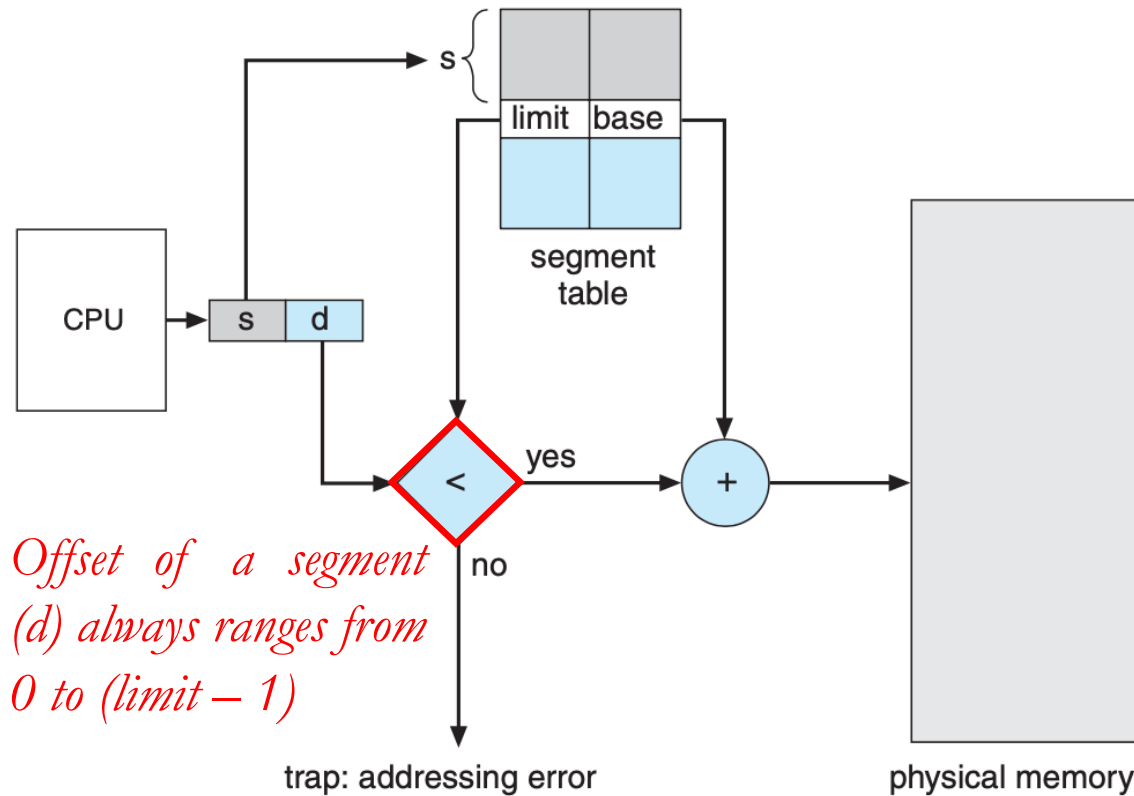 s
limit base
segment
table
CPU
s d
<
yes
+
no
Offset of a segment
(d) always ranges from
0 to (limit – 1)
trap: addressing error
physical memory